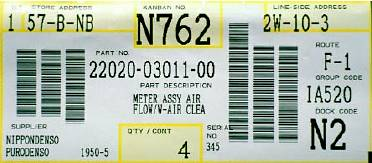 STORE ADDRESS
1 57-B-NB
KANBAN NO.
N762
LINE-SIDE ADDRESS
2W-10-3
PART NO.
22020-03011-00
PART DESCRIPTION
METER ASSY AIR
FLOW/W-AIR CLEA
ROUTE
F-1
GROUP CODE
IA520
DOCK CODE
N2
SUPPLIER
NIPPONDENSO
PURODENSO 1950-5
QTY / CONT
4
SERIAL
NO
345